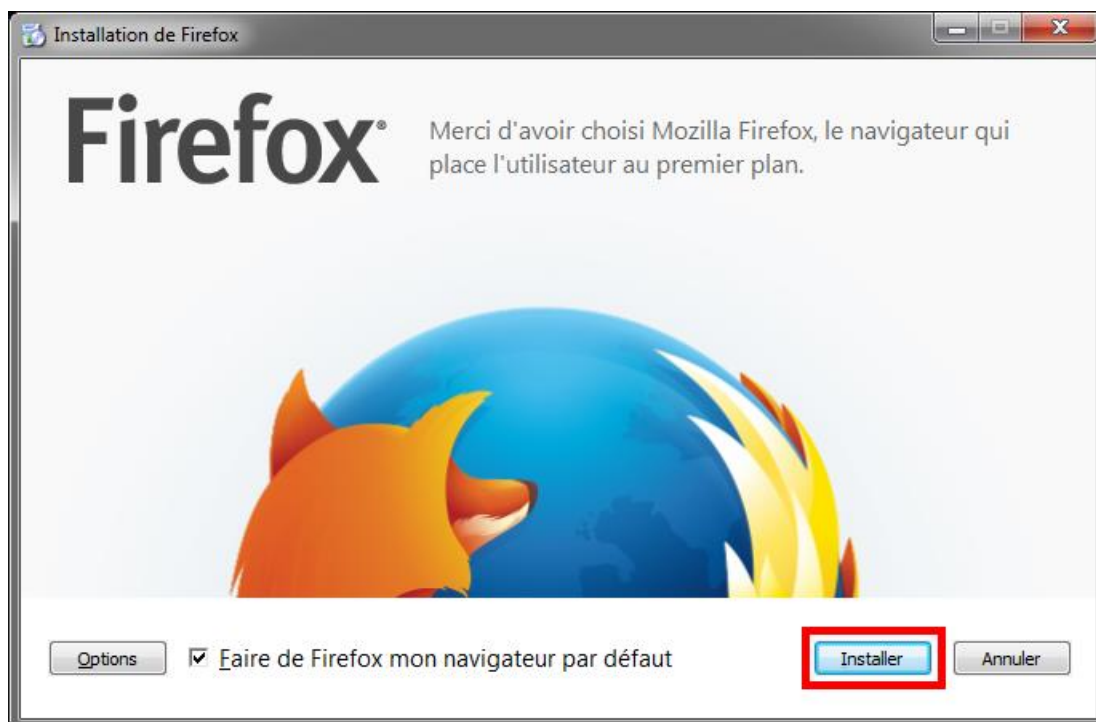 Installation de Firefox
Firefox®
Merci d'avoir choisi Mozilla Firefox, le navigateur qui
place l'utilisateur au premier plan.
Options
Faire de Firefox mon navigateur par défaut
Installer
Annuler